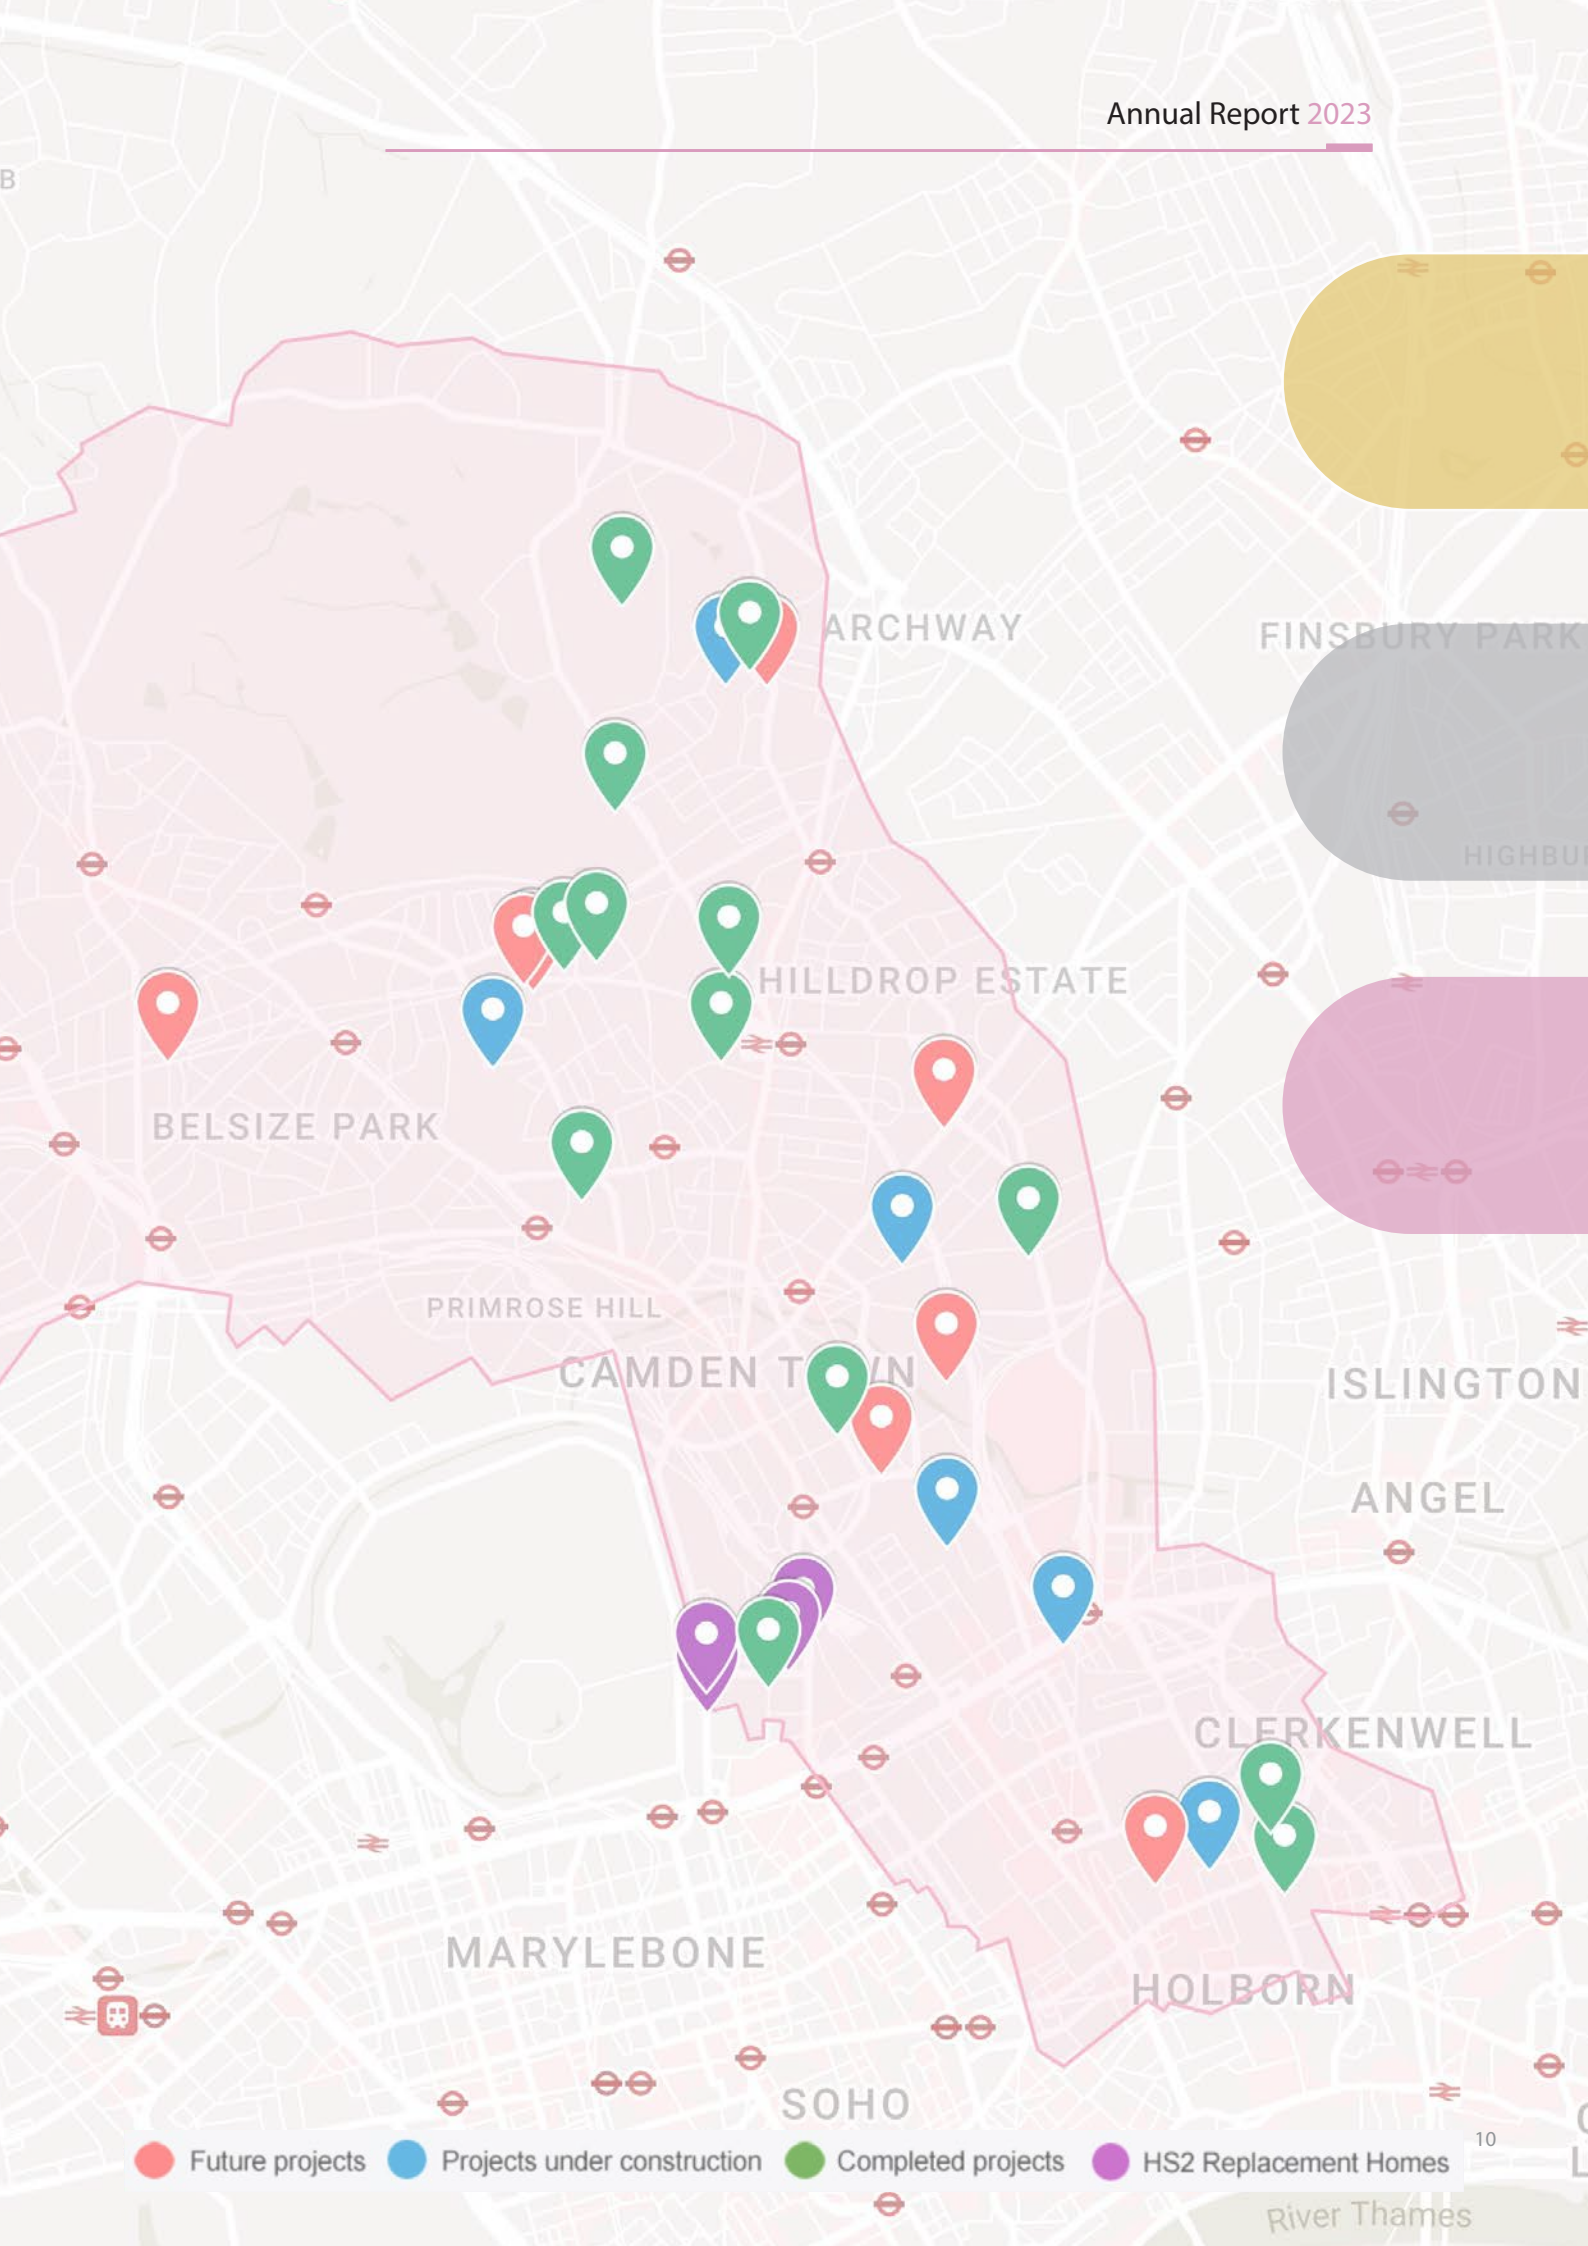 Annual Report 2023
B
ARCHWAY
FINSBURY PARK
HIGHBU
HILLDROP ESTATE
BELSIZE PARK
PRIMROSE HILL
CAMDEN T WN
ISLINGTON
ANGEL
CLERKENWELL
MARYLEBONE
HOLBORN
SOHO
10
Future projects Projects under construction Completed projects HS2 Replacement Homes
River Thames